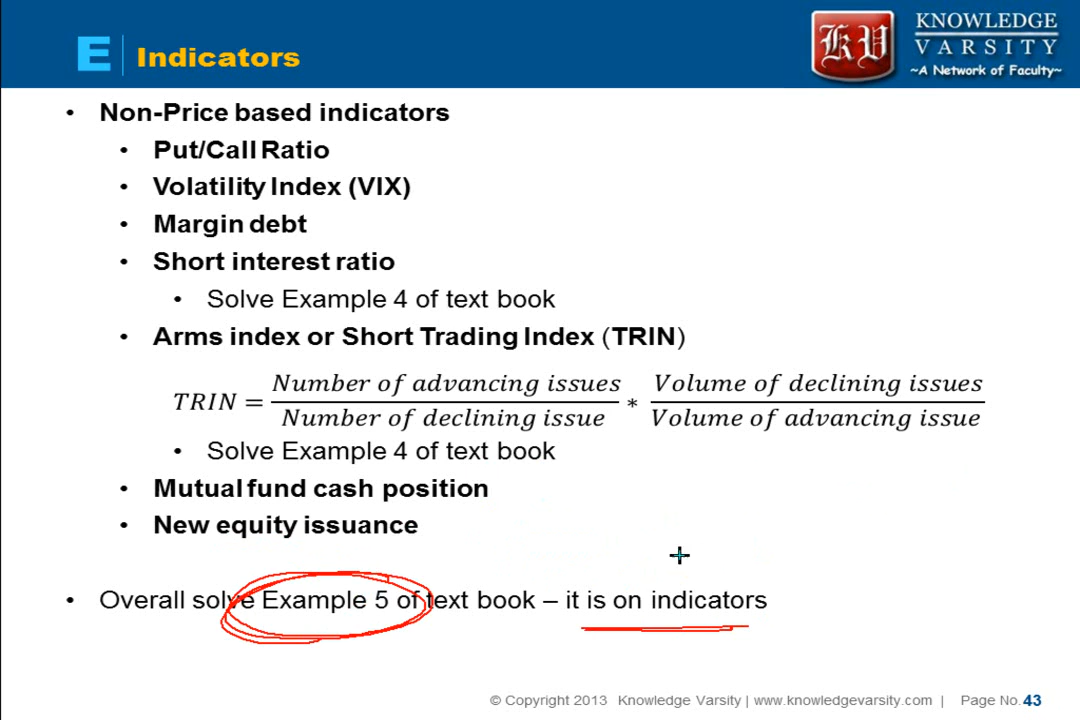 E Indicators
KV KNOWLEDGE
VARSITY
~A Network of Faculty~
• Non-Price based indicators
• Put/Call Ratio
• Volatility Index (VIX)
• Margin debt
• Short interest ratio
• Solve Example 4 of text book
• Arms index or Short Trading Index (TRIN)
TRIN = Number of advancing issues / Number of declining issue * Volume of declining issues / Volume of advancing issue
• Solve Example 4 of text book
• Mutual fund cash position
• New equity issuance
• Overall solve Example 5 of text book – it is on indicators
© Copyright 2013 Knowledge Varsity | www.knowledgevarsity.com | Page No. 43